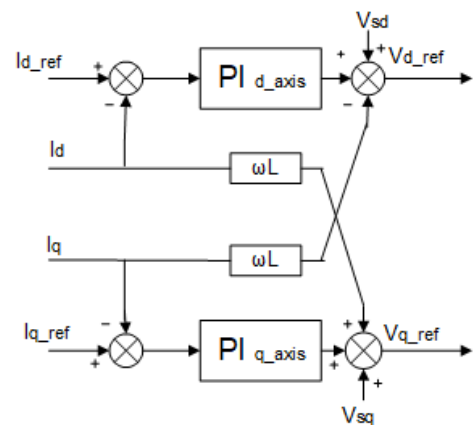 Vsd
Id_ref + + + Vd_ref
PI d_axis
− −
Id
ωL
Iq
ωL
− +
Iq_ref Vq_ref
PI q_axis
+ + +
Vsq